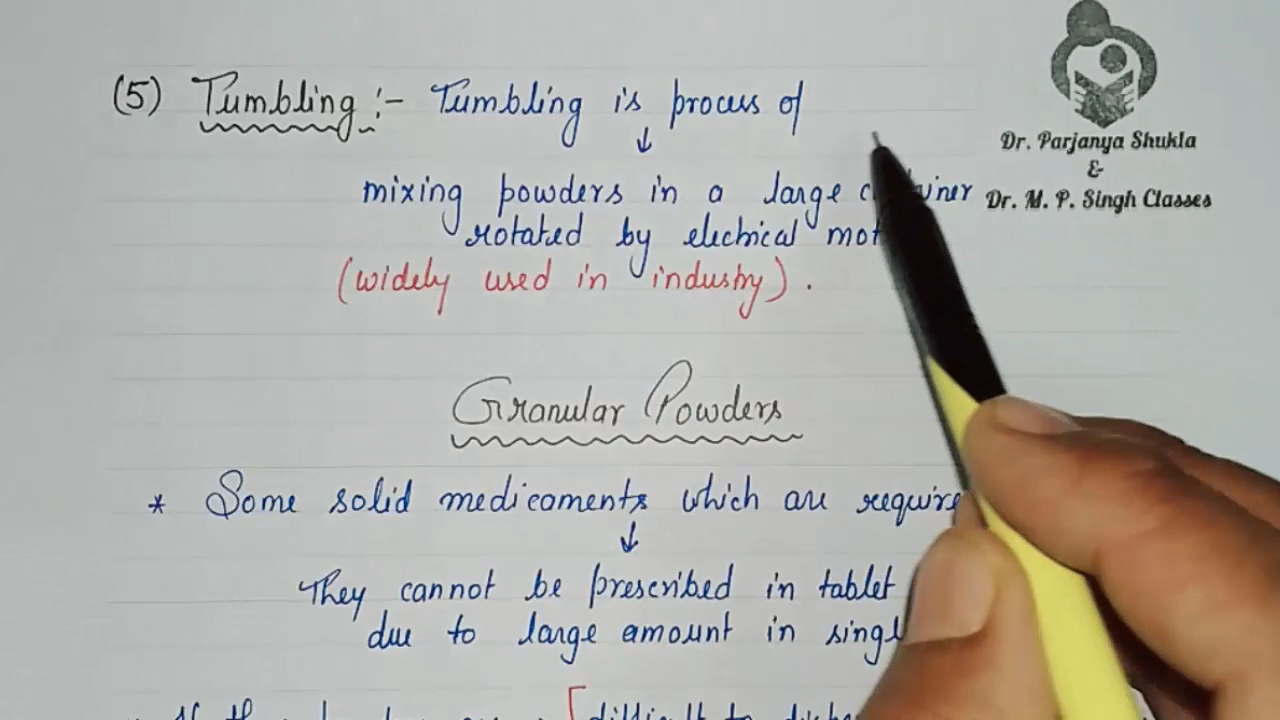 (5) Tumbling :- Tumbling is process of
↓
mixing powders in a large
rotated by electrical
(widely used in industry).
Granular Powders
* Some solid medicaments which are
↓
They cannot be prescribed in tablet
due to large amount in
[difficult to
Dr. Parjanya Shukla
&
Dr. M. P. Singh Classes